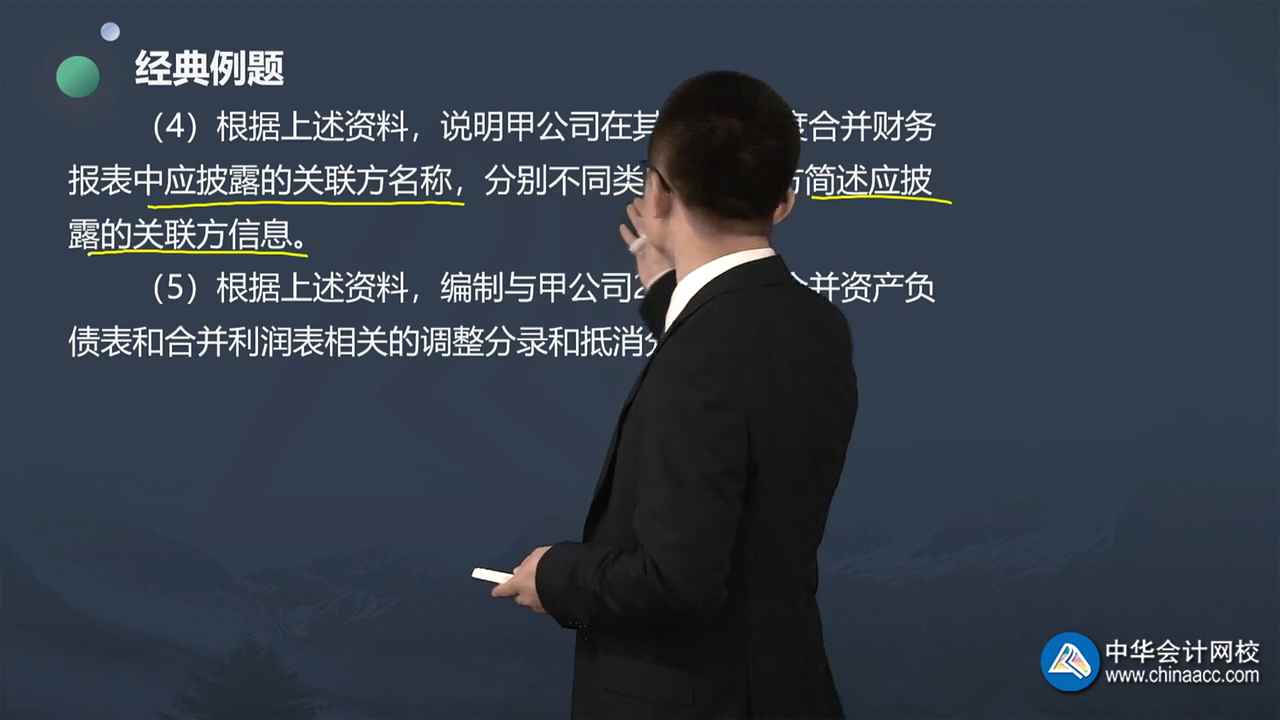 经典例题
（4）根据上述资料，说明甲公司在其 度合并财务
报表中应披露的关联方名称，分别不同类 方简述应披
露的关联方信息。
（5）根据上述资料，编制与甲公司2 合并资产负
债表和合并利润表相关的调整分录和抵消
中华会计网校
www.chinaacc.com